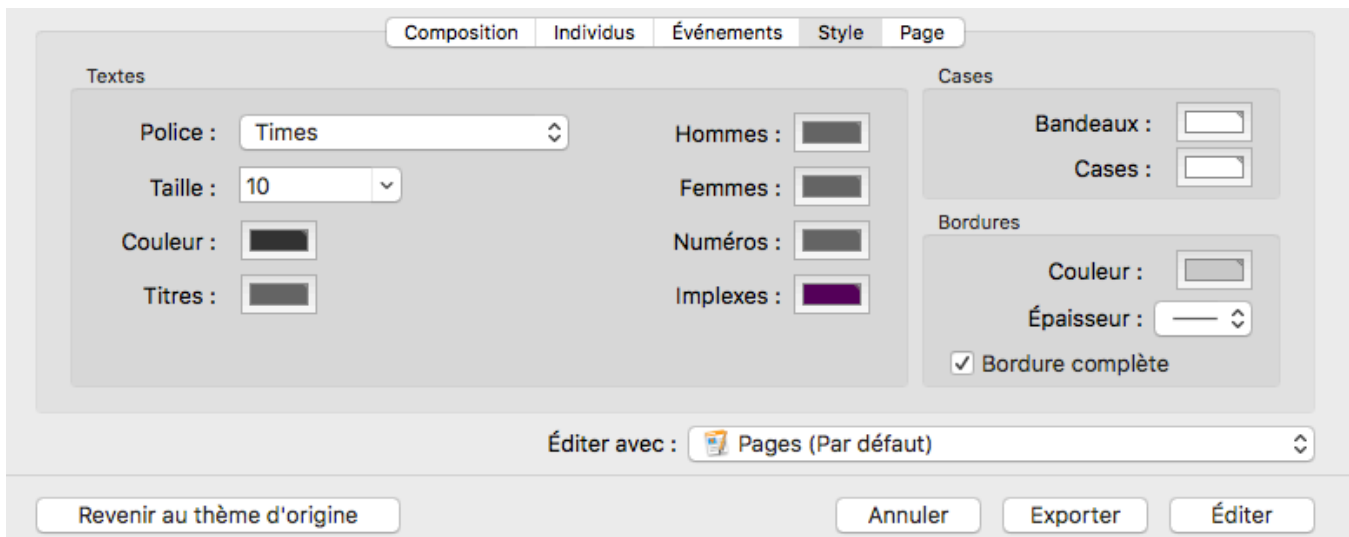 Composition Individus Événements Style Page
Textes
Police : Times
Taille : 10
Couleur :
Titres :
Hommes :
Femmes :
Numéros :
Implexes :
Cases
Bandeaux :
Cases :
Bordures
Couleur :
Épaisseur :
Bordure complète
Éditer avec : Pages (Par défaut)
Revenir au thème d'origine Annuler Exporter Éditer